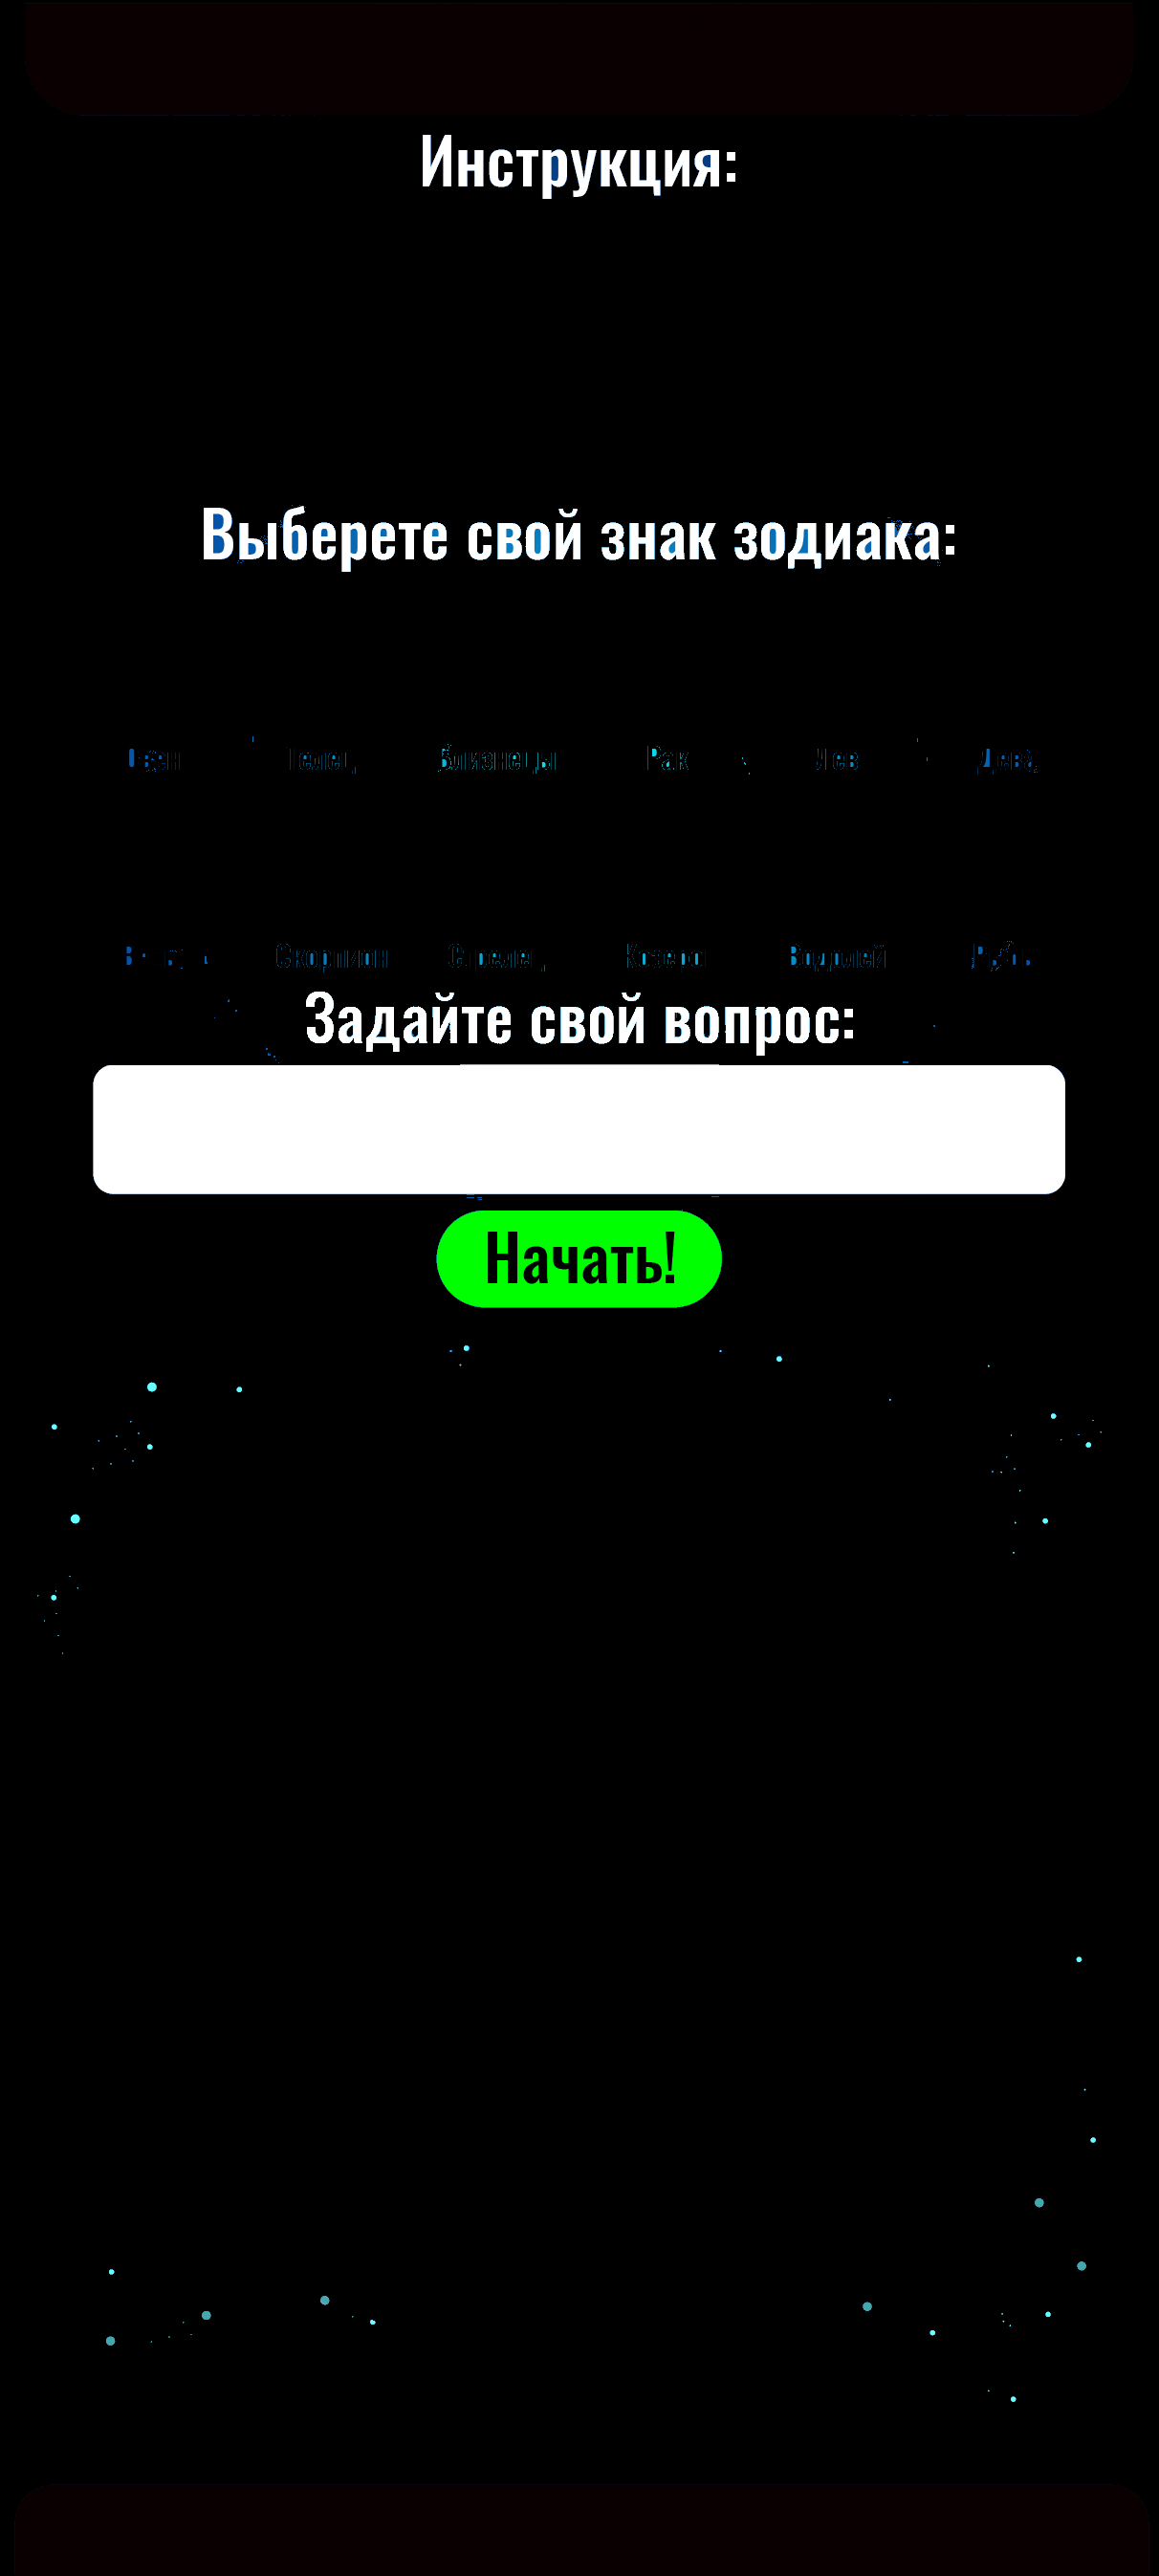 Инструкция:
Выберете свой знак зодиака:
Овен Телец Близнецы Рак Лев Дева
Скорпион Стрелец Козерог Водолей Рыбы
Задайте свой вопрос:
Начать!